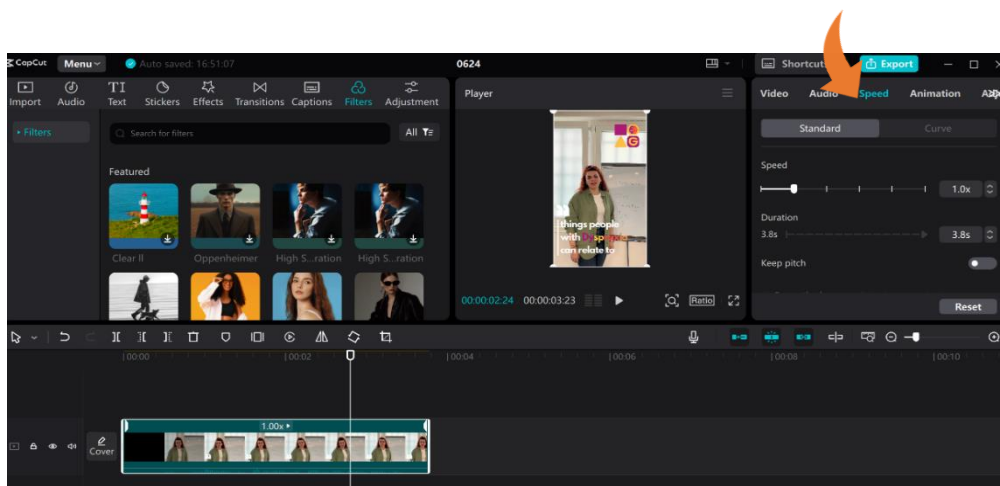 CapCut Menu Auto saved: 16:51:07 0624 Shortcut Export
Import Audio TI Text Stickers Effects Transitions Captions Filters Adjustment
Player
Video Audio Speed Animation
Filters
Search for filters
All
Standard Curve
Featured
Speed
1.0x
Duration
3.8s 3.8s
Clear II Oppenheimer High S...ration High S...ration
Keep pitch
G
things people
with
can relate to
00:00:02:24 00:00:03:23 Ratio
Reset
00:00 00:02 00:04 00:06 00:08 00:10
1.00x
Cover